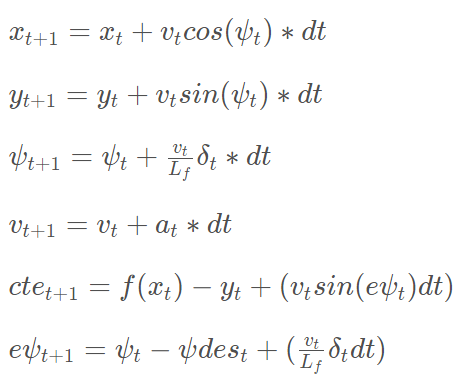 x_{t+1} = x_t + v_t cos(ψ_t) * dt
y_{t+1} = y_t + v_t sin(ψ_t) * dt
ψ_{t+1} = ψ_t + \frac{v_t}{L_f} δ_t * dt
v_{t+1} = v_t + a_t * dt
cte_{t+1} = f(x_t) − y_t + (v_t sin(eψ_t)dt)
eψ_{t+1} = ψ_t − ψdes_t + (\frac{v_t}{L_f} δ_t dt)